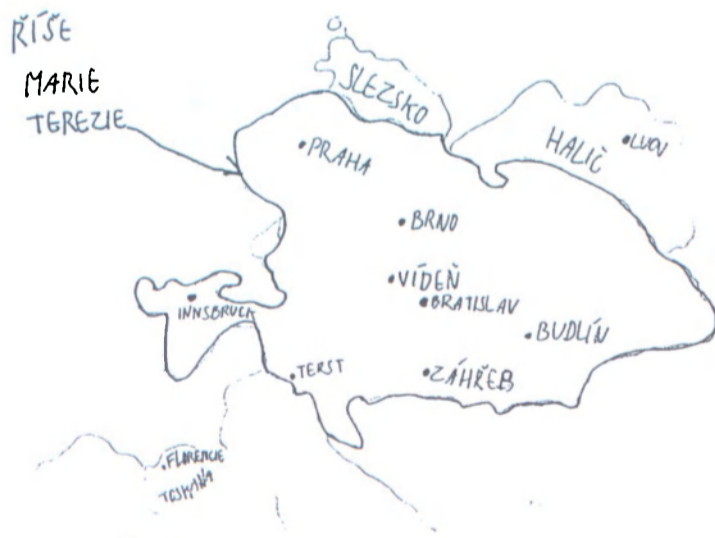 ŘÍŠE
MARIE
TEREZIE
SLEZSKO
HALIČ
LVOV
PRAHA
BRNO
VÍDEŇ
BRATISLAV
BUDLÍN
INNSBRUCK
TERST
ZÁHŘEB
FLORENCIE
TOSKÁNA